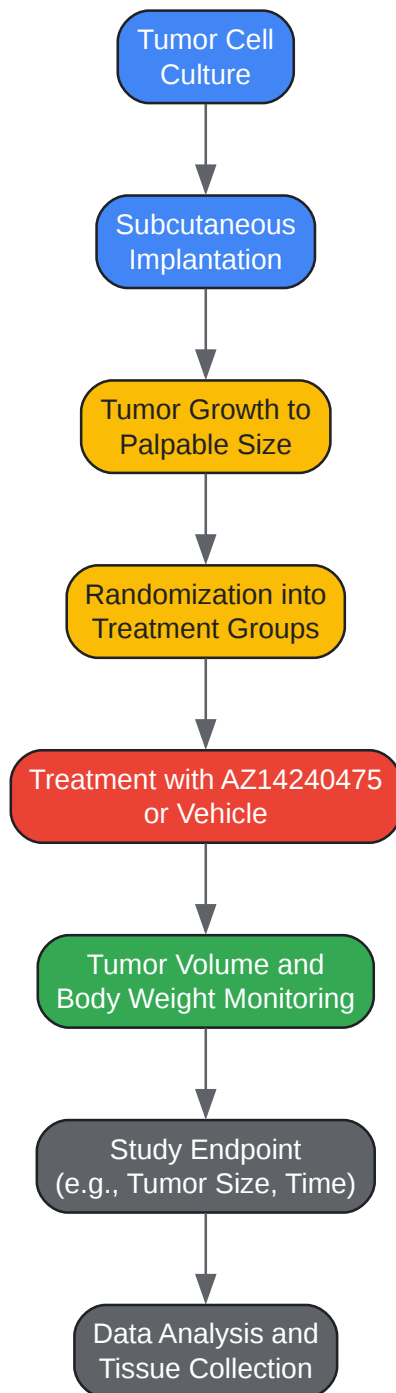 Tumor Cell
Culture
Subcutaneous
Implantation
Tumor Growth to
Palpable Size
Randomization into
Treatment Groups
Treatment with AZ14240475
or Vehicle
Tumor Volume and
Body Weight Monitoring
Study Endpoint
(e.g., Tumor Size, Time)
Data Analysis and
Tissue Collection